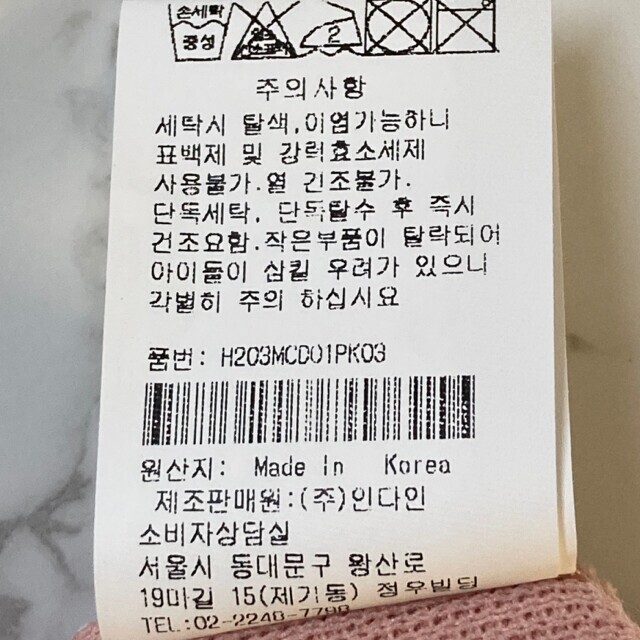 손세탁
중성
2
주의사항
세탁시 탈색,이염가능하니
표백제 및 강력효소세제
사용불가.열 건조불가.
단독세탁, 단독탈수 후 즉시
건조요함.작은부품이 탈락되어
아이들이 삼킬 우려가 있으니
각별히 주의 하십시요
품번: H203MCD01PK03
원산지: Made In Korea
제조판매원:(주)인다인
소비자상담실
서울시 동대문구 왕산로
19마길 15(제기동) 정우빌딩
TEL:02-2248-7788